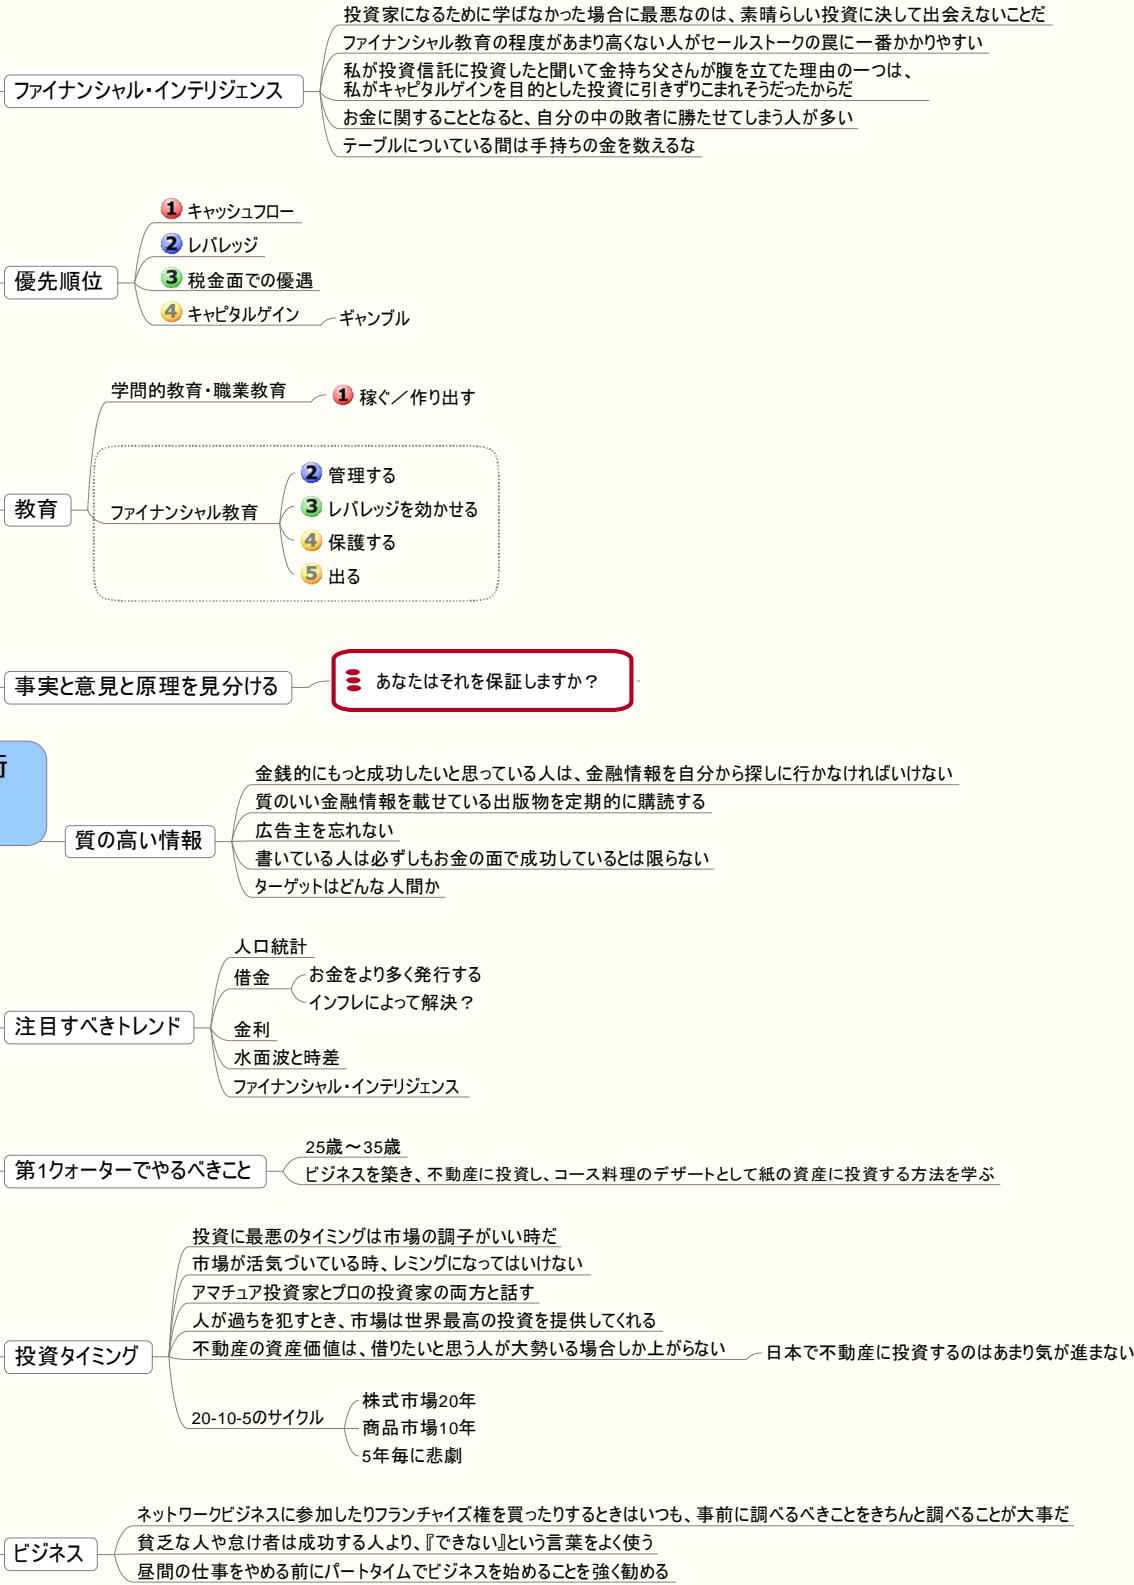 投資家になるために学ばなかった場合に最悪なのは、素晴らしい投資に決して出会えないことだ
ファイナンシャル教育の程度があまり高くない人がセールストークの罠に一番かかりやすい
私が投資信託に投資したと聞いて金持ち父さんが腹を立てた理由の一つは、
私がキャピタルゲインを目的とした投資に引きずりこまれそうだったからだ
ファイナンシャル・インテリジェンス
お金に関することとなると、自分の中の敗者に勝たせてしまう人が多い
テーブルについている間は手持ちの金を数えるな
1 キャッシュフロー
2 レバレッジ
優先順位
3 税金面での優遇
4 キャピタルゲイン
ギャンブル
学問的教育・職業教育
1 稼ぐ／作り出す
教育
ファイナンシャル教育
2 管理する
3 レバレッジを効かせる
4 保護する
5 出る
事実と意見と原理を見分ける
あなたはそれを保証しますか？
金銭的にもっと成功したいと思っている人は、金融情報を自分から探しに行かなければいけない
質のいい金融情報を載せている出版物を定期的に購読する
質の高い情報
広告主を忘れない
書いている人は必ずしもお金の面で成功しているとは限らない
ターゲットはどんな人間か
人口統計
借金
お金をより多く発行する
インフレによって解決？
注目すべきトレンド
金利
水面波と時差
ファイナンシャル・インテリジェンス
第1クォーターでやるべきこと
25歳～35歳
ビジネスを築き、不動産に投資し、コース料理のデザートとして紙の資産に投資する方法を学ぶ
投資に最悪のタイミングは市場の調子がいい時だ
市場が活気づいている時、レミングになってはいけない
アマチュア投資家とプロの投資家の両方と話す
人が過ちを犯すとき、市場は世界最高の投資を提供してくれる
投資タイミング
不動産の資産価値は、借りたいと思う人が大勢いる場合しか上がらない
日本で不動産に投資するのはあまり気が進まない
20-10-5のサイクル
株式市場20年
商品市場10年
5年毎に悲劇
ネットワークビジネスに参加したりフランチャイズ権を買ったりするときはいつも、事前に調べるべきことをきちんと調べることが大事だ
ビジネス
貧乏な人や怠け者は成功する人より、『できない』という言葉をよく使う
昼間の仕事をやめる前にパートタイムでビジネスを始めることを強く勧める